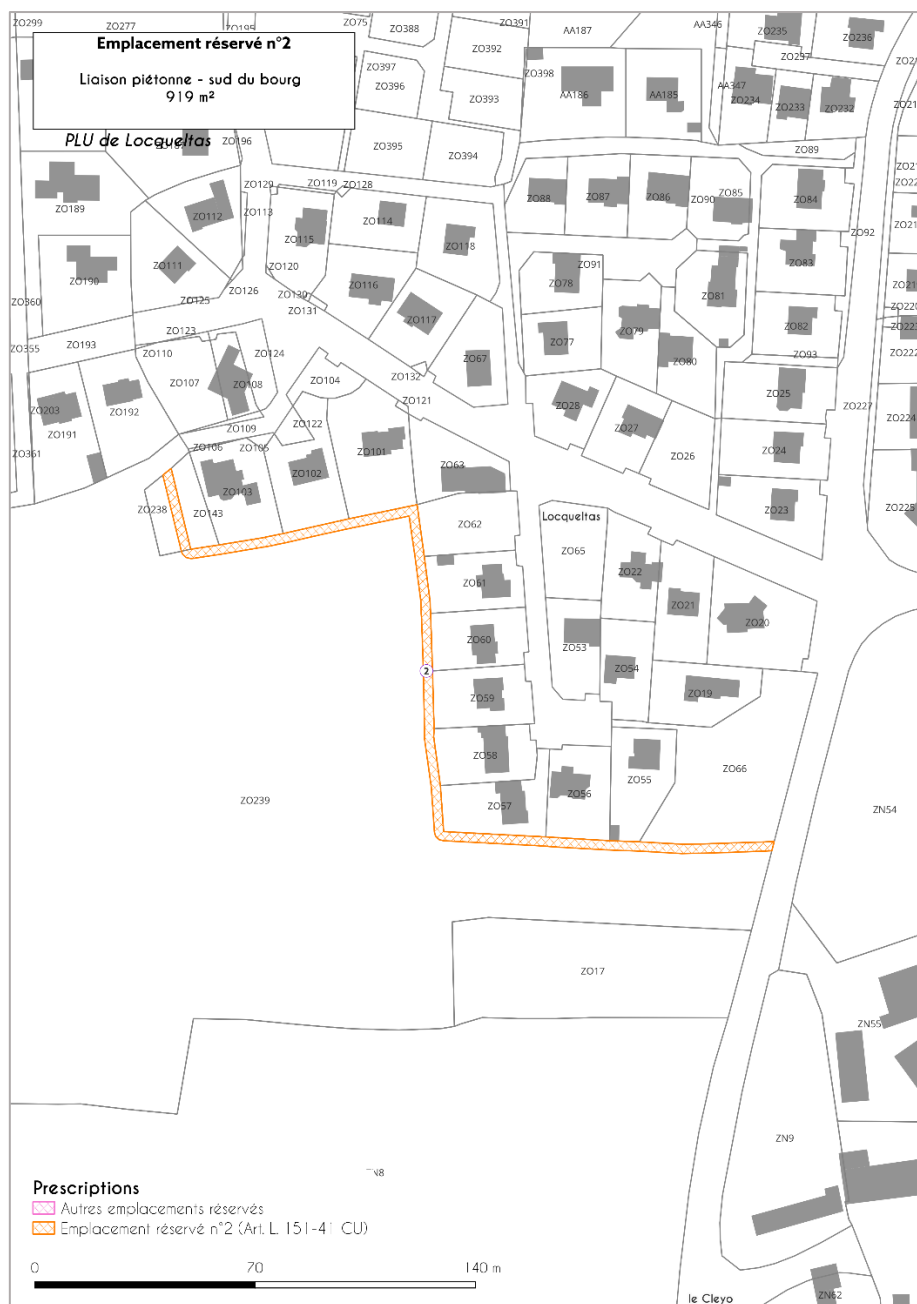 ZO299
ZO277
ZO195
ZO75
ZO388
ZO391
AA187
AA346
ZO235
ZO236
Emplacement réservé n°2
Liaison piétonne - sud du bourg
919 m²
PLU de Locqueltas
ZO392
ZO237
ZO397
ZO398
ZO396
ZO393
AA186
AA185
AA347
ZO234
ZO233
ZO232
ZO196
ZO395
ZO394
ZO89
ZO189
ZO129
ZO119
ZO128
ZO88
ZO87
ZO86
ZO90
ZO85
ZO84
ZO112
ZO113
ZO114
ZO92
ZO115
ZO118
ZO111
ZO120
ZO91
ZO83
ZO190
ZO126
ZO130
ZO116
ZO78
ZO81
ZO360
ZO125
ZO131
ZO117
ZO79
ZO82
ZO355
ZO193
ZO123
ZO110
ZO124
ZO77
ZO80
ZO93
ZO67
ZO107
ZO108
ZO104
ZO132
ZO25
ZO203
ZO192
ZO121
ZO28
ZO227
ZO224
ZO191
ZO109
ZO122
ZO27
ZO361
ZO106
ZO105
ZO101
ZO24
ZO102
ZO63
ZO26
ZO103
ZO238
ZO143
ZO62
Locqueltas
ZO23
ZO225
ZO65
ZO61
ZO22
ZO21
ZO20
ZO60
ZO53
ZO54
2
ZO59
ZO19
ZO58
ZO55
ZO66
ZO239
ZO57
ZO56
ZN54
ZO17
ZN55
ZN9
Prescriptions
Autres emplacements réservés
Emplacement réservé n°2 (Art. L. 151-41 CU)
0 70 140 m
le Cleyo
ZN62